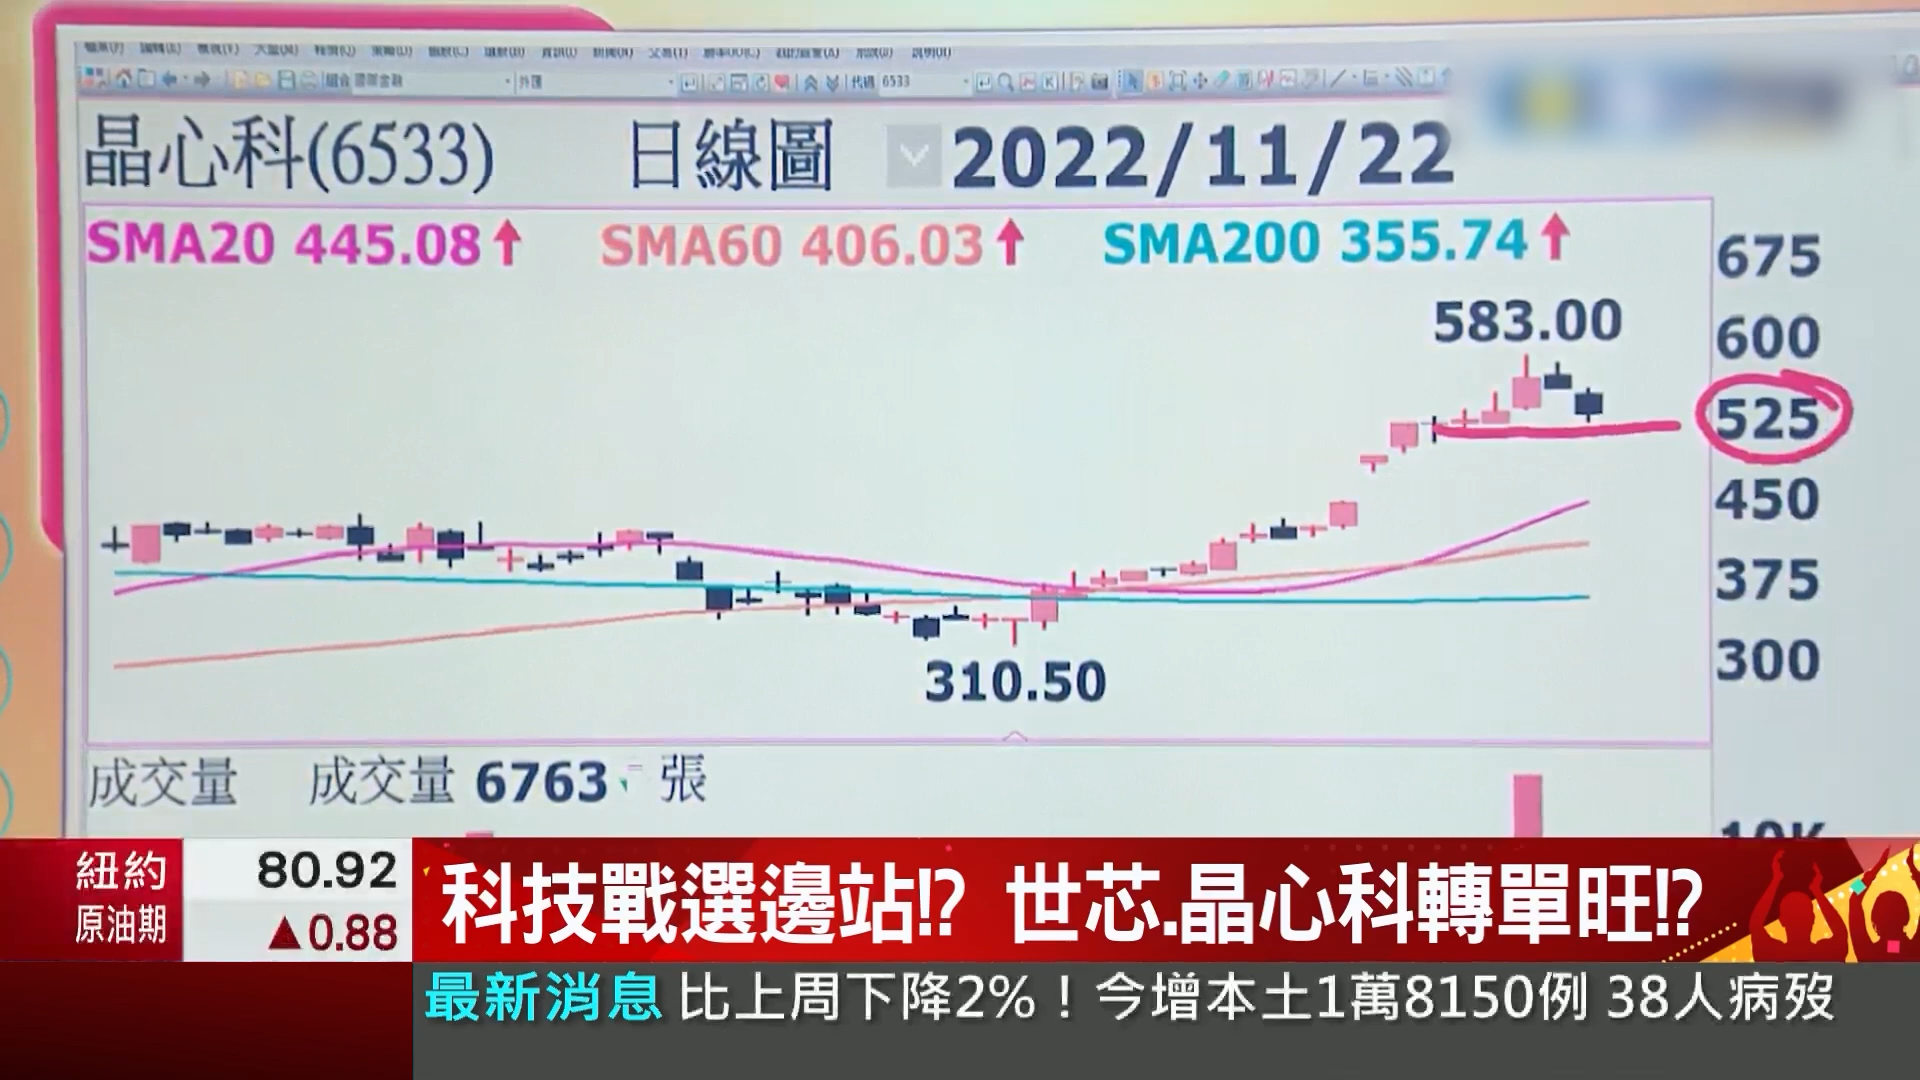 代碼 6533
晶心科(6533) 日線圖 2022/11/22
SMA20 445.08↑ SMA60 406.03↑ SMA200 355.74↑
675
583.00
600
525
450
375
310.50
300
成交量 成交量 6763 張
紐約原油期
80.92
▲0.88
科技戰選邊站!? 世芯.晶心科轉單旺!?
最新消息 比上周下降2%！今增本土1萬8150例 38人病歿